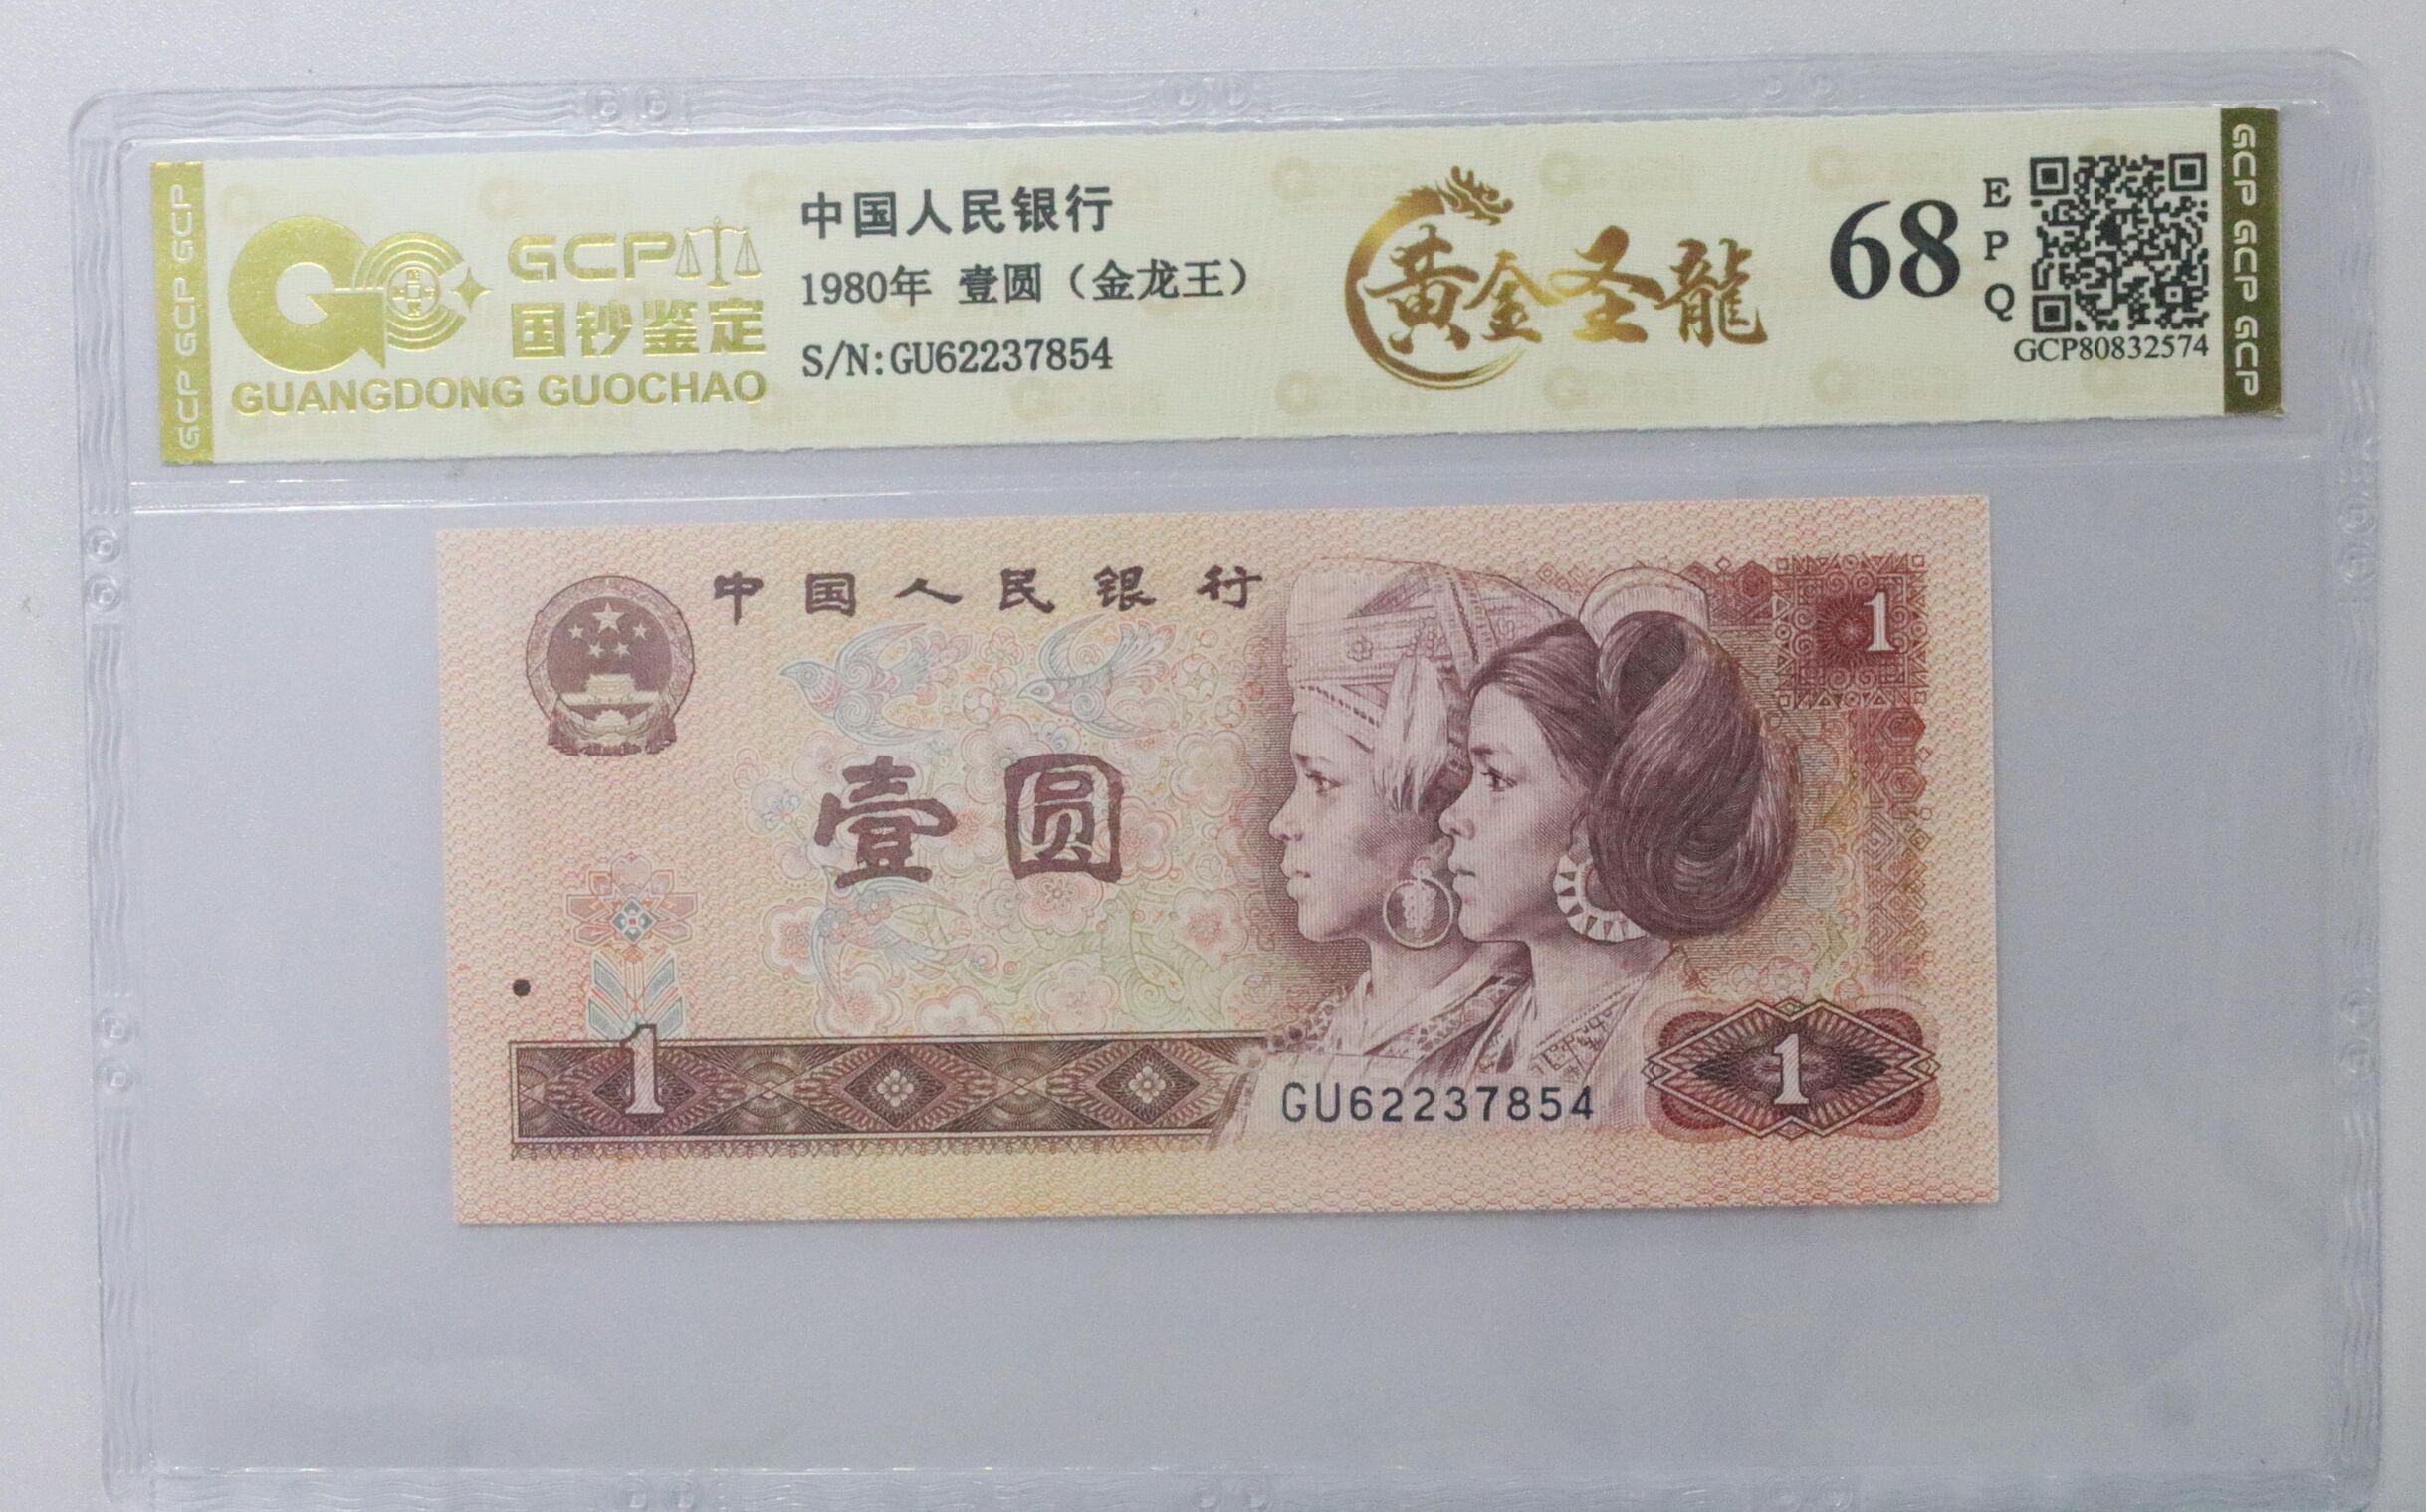 GCP GCP GCP
GCP
国钞鉴定
GUANGDONG GUOCHAO
中国人民银行
1980年 壹圆（金龙王）
S/N:GU62237854
黄金圣龍
68
EPQ
GCP80832574
GCP GCP GCP
中国人民银行
1
壹圆
1
GU62237854
1